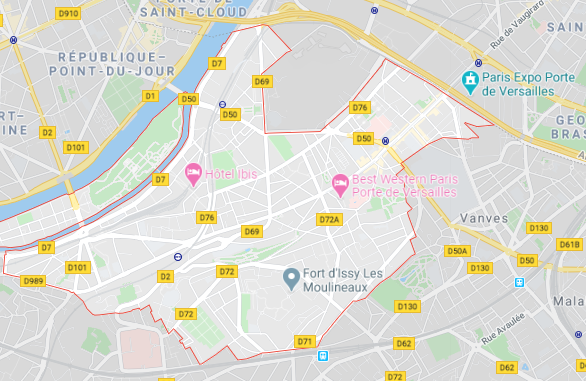 PORTE DE
SAINT-CLOUD
D910
RÉPUBLIQUE-
POINT-DU-JOUR
D7
D69
Rue de Vaugirard
Paris Expo Porte
de Versailles
D1
D50
D50
D76
D50
D2
D101
GEO
BRAS
Hotel Ibis
D7
Best Western Paris
Porte de Versailles
D76
D72A
D69
Vanves
D130
D7
D50A
D61B
D50
D101
D130
D989
D2
D72
Fort d'Issy Les
Moulineaux
Mala
D130
D72
Rue Avaulée
D71
D62
D62
D72
D906